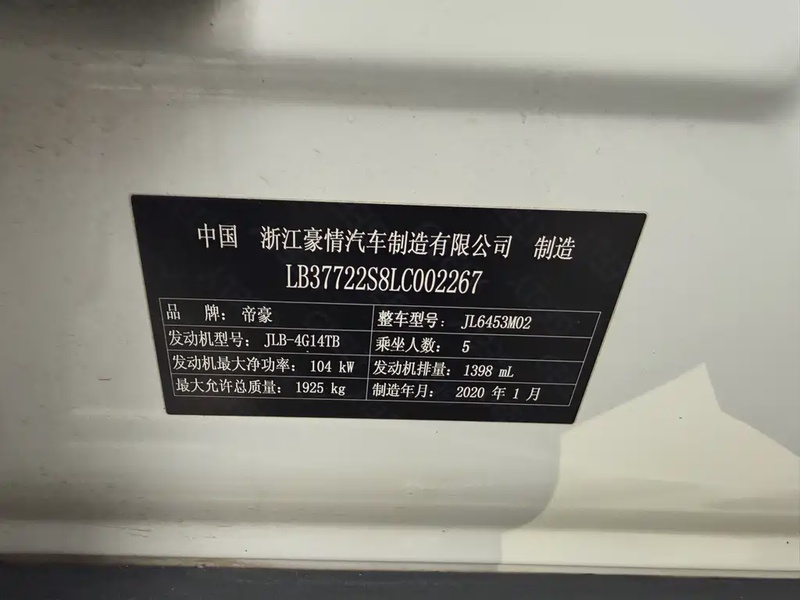 中国 浙江豪情汽车制造有限公司 制造
LB37722S8LC002267
品 牌：帝豪 整车型号：JL6453M02
发动机型号：JLB-4G14TB 乘坐人数：5
发动机最大净功率：104 kW 发动机排量：1398 mL
最大允许总质量：1925 kg 制造年月：2020 年 1 月